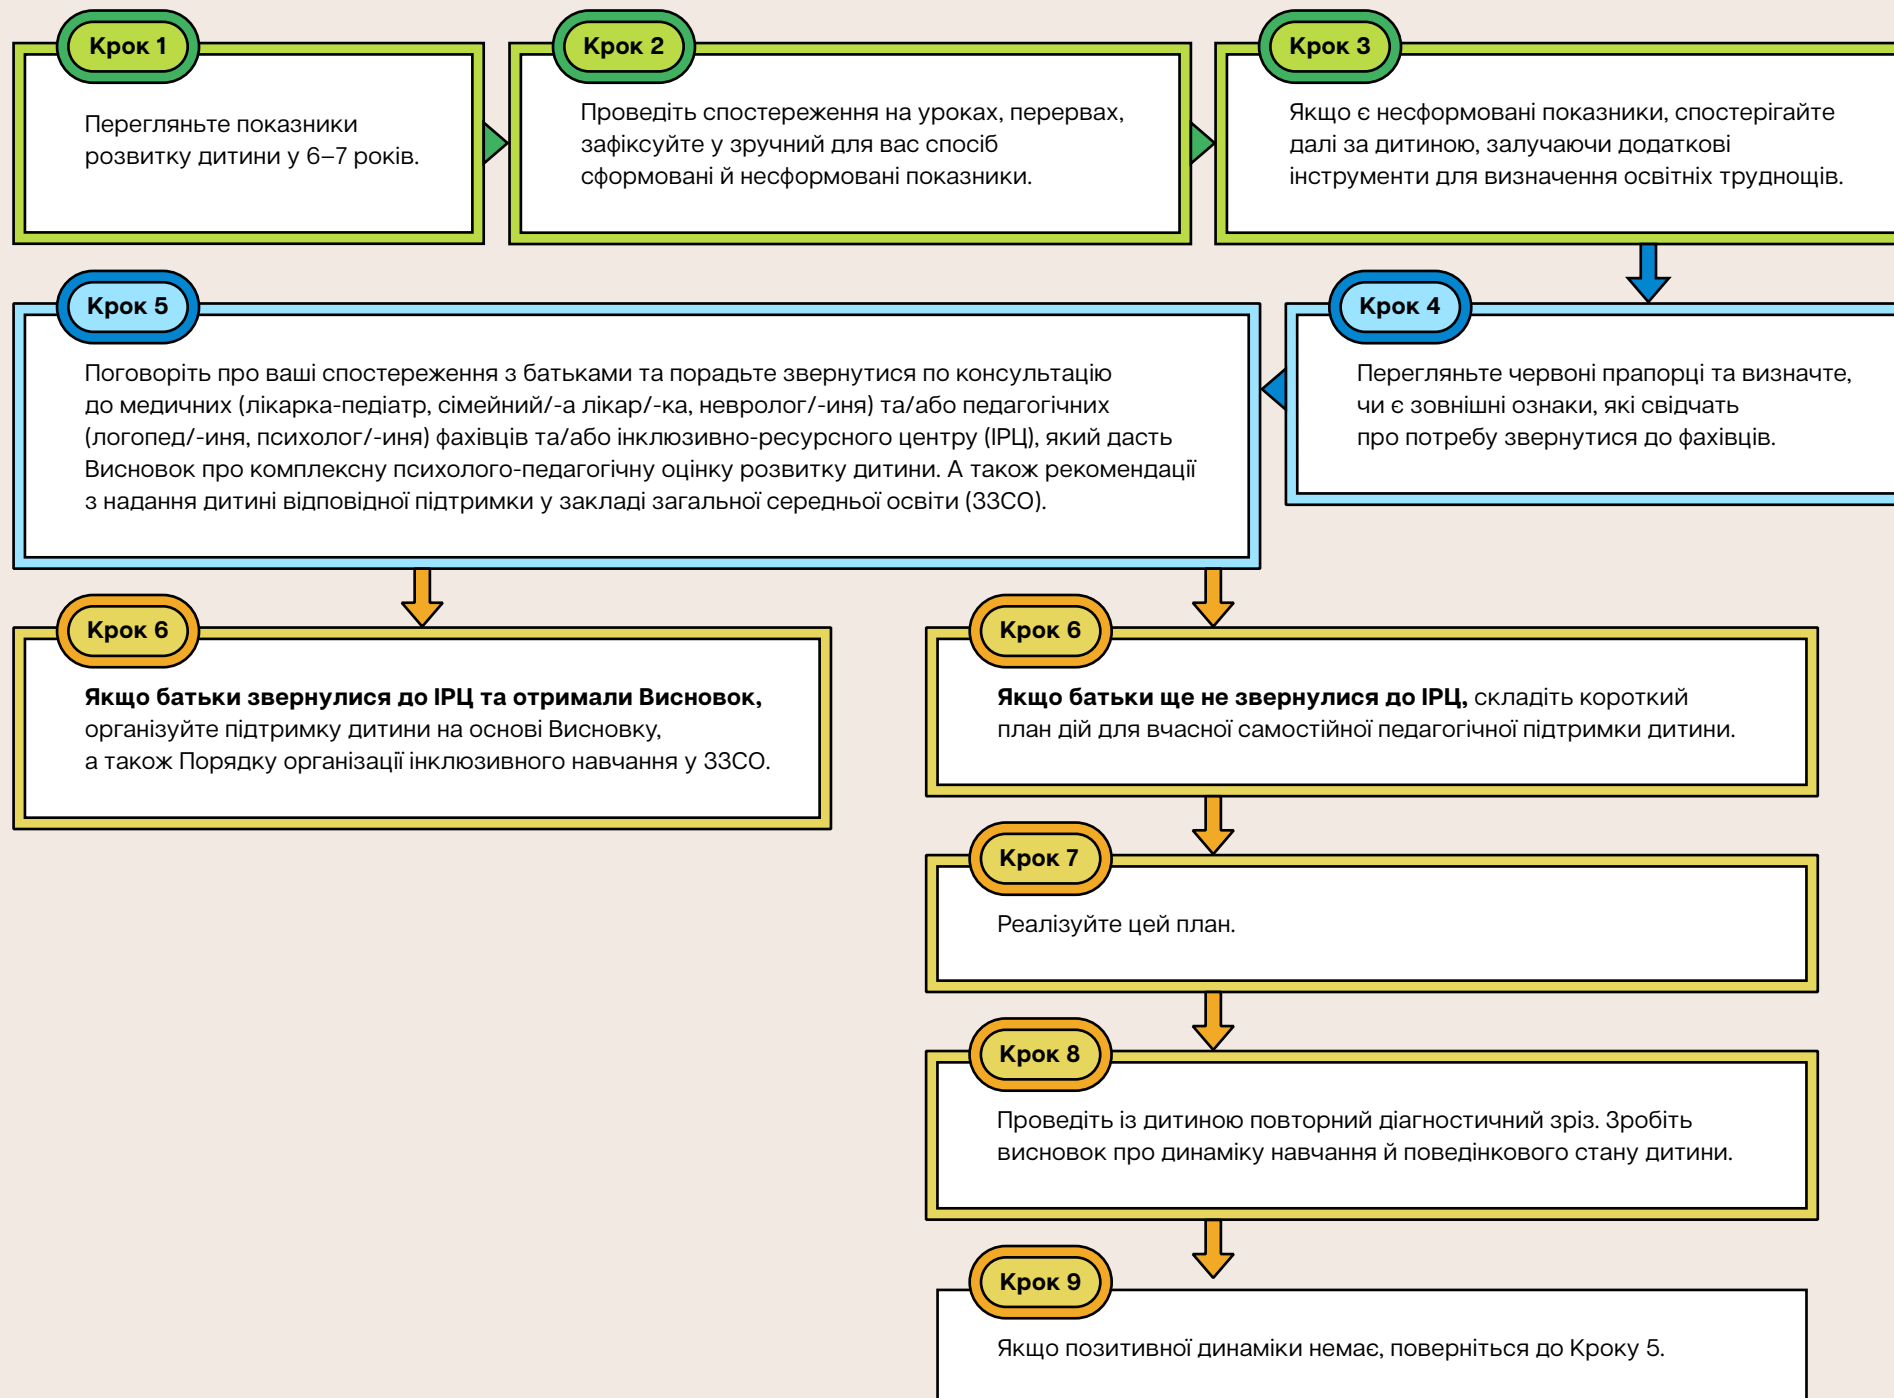 Крок 1
Перегляньте показники
розвитку дитини у 6–7 років.
Крок 2
Проведіть спостереження на уроках, перервах,
зафіксуйте у зручний для вас спосіб
сформовані й несформовані показники.
Крок 3
Якщо є несформовані показники, спостерігайте
далі за дитиною, залучаючи додаткові
інструменти для визначення освітніх труднощів.
Крок 4
Перегляньте червоні прапорці та визначте,
чи є зовнішні ознаки, які свідчать
про потребу звернутися до фахівців.
Крок 5
Поговоріть про ваші спостереження з батьками та порадьте звернутися по консультацію
до медичних (лікарка-педіатр, сімейний/-а лікар/-ка, невролог/-иня) та/або педагогічних
(логопед/-иня, психолог/-иня) фахівців та/або інклюзивно-ресурсного центру (ІРЦ), який дасть
Висновок про комплексну психолого-педагогічну оцінку розвитку дитини. А також рекомендації
з надання дитині відповідної підтримки у закладі загальної середньої освіти (ЗЗСО).
Крок 6
Якщо батьки звернулися до ІРЦ та отримали Висновок,
організуйте підтримку дитини на основі Висновку,
а також Порядку організації інклюзивного навчання у ЗЗСО.
Крок 6
Якщо батьки ще не звернулися до ІРЦ, складіть короткий
план дій для вчасної самостійної педагогічної підтримки дитини.
Крок 7
Реалізуйте цей план.
Крок 8
Проведіть із дитиною повторний діагностичний зріз. Зробіть
висновок про динаміку навчання й поведінкового стану дитини.
Крок 9
Якщо позитивної динаміки немає, поверніться до Кроку 5.